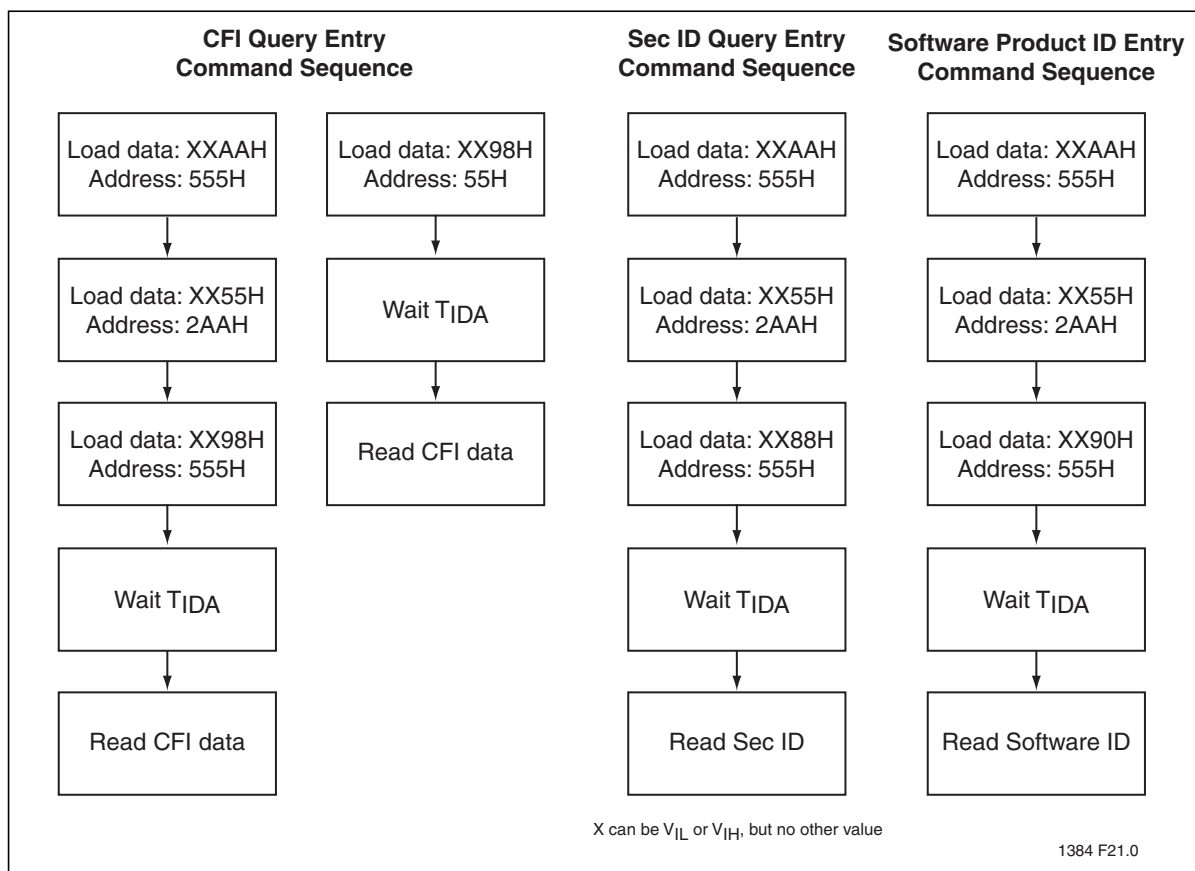 CFI Query Entry
Command Sequence
Load data: XXAAH
Address: 555H
Load data: XX55H
Address: 2AAH
Load data: XX98H
Address: 555H
Wait TIDA
Read CFI data
Load data: XX98H
Address: 55H
Wait TIDA
Read CFI data
Sec ID Query Entry
Command Sequence
Load data: XXAAH
Address: 555H
Load data: XX55H
Address: 2AAH
Load data: XX88H
Address: 555H
Wait TIDA
Read Sec ID
Software Product ID Entry
Command Sequence
Load data: XXAAH
Address: 555H
Load data: XX55H
Address: 2AAH
Load data: XX90H
Address: 555H
Wait TIDA
Read Software ID
X can be VIL or VIH, but no other value
1384 F21.0